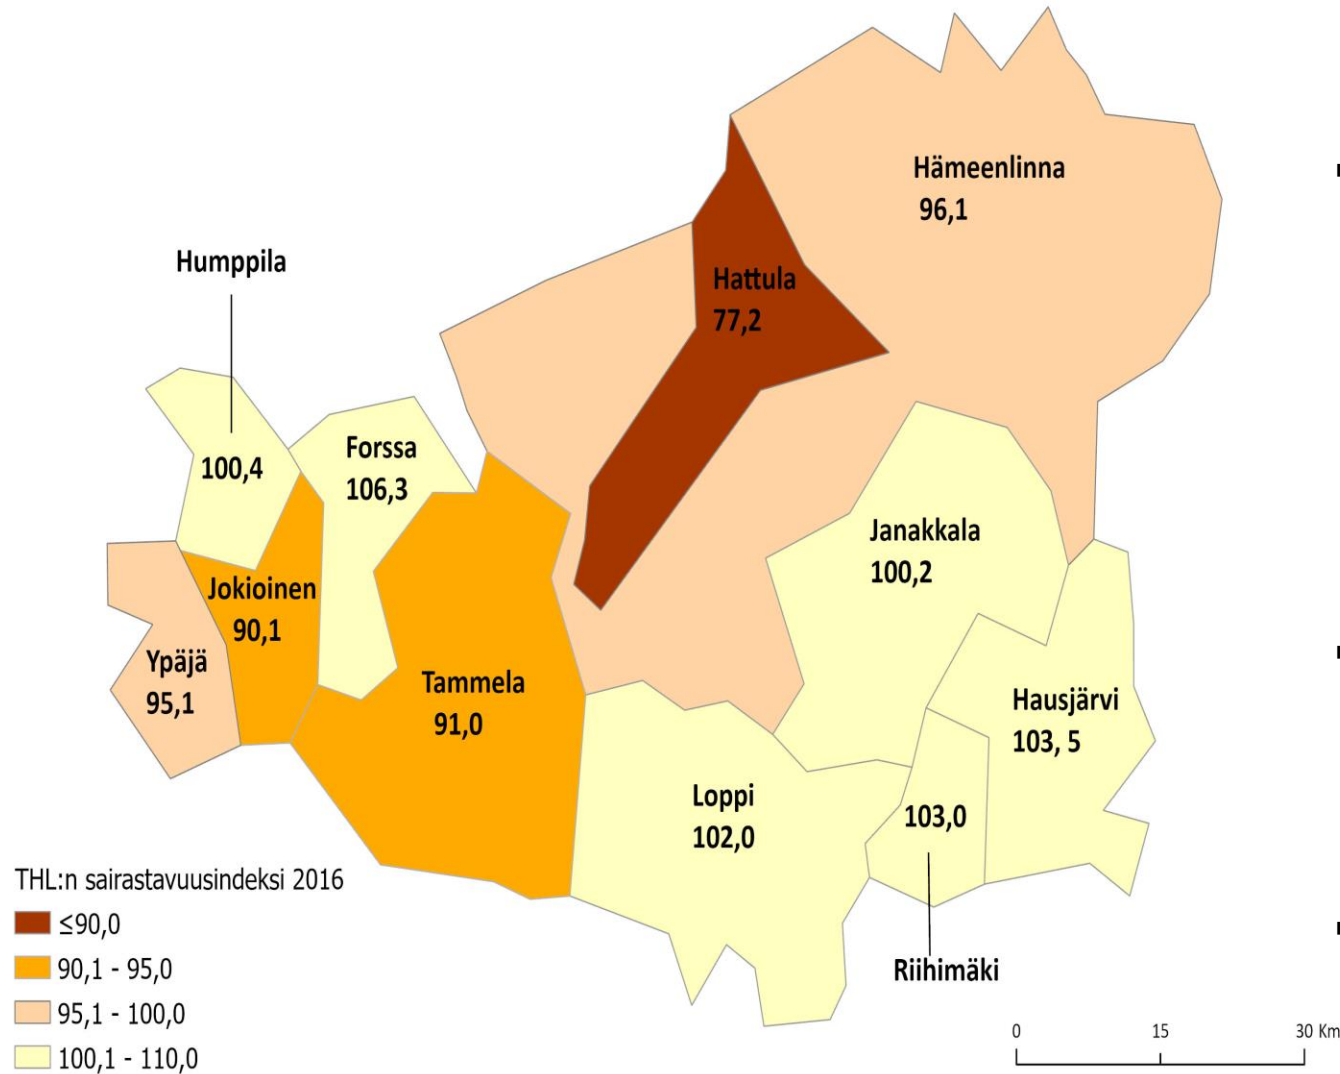 Hämeenlinna
96,1
Humppila
Hattula
77,2
Forssa
106,3
100,4
Janakkala
100,2
Jokioinen
90,1
Ypäjä
95,1
Tammela
91,0
Hausjärvi
103, 5
Loppi
102,0
103,0
Riihimäki
THL:n sairastavuusindeksi 2016
≤90,0
90,1 - 95,0
95,1 - 100,0
100,1 - 110,0
0 15 30 Km